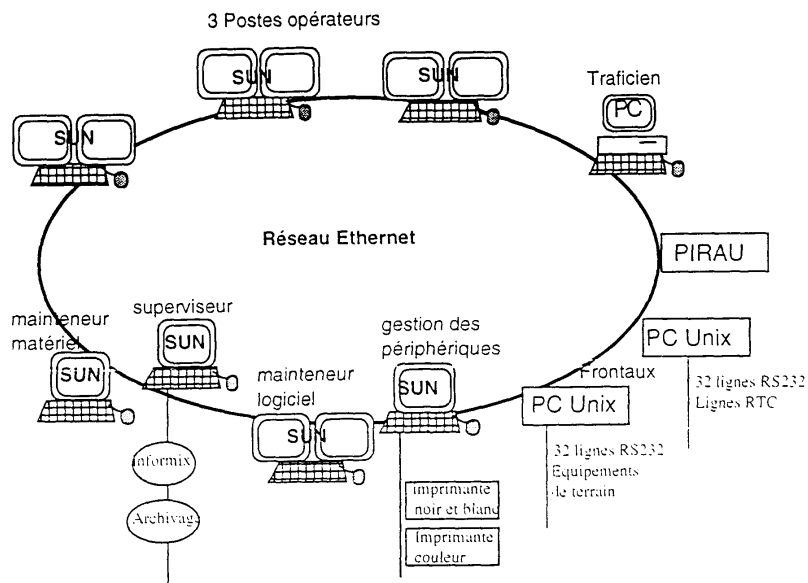 3 Postes opérateurs
SUN
SUN
Traficien
PC
SUN
Réseau Ethernet
PIRAU
mainteneur
matériel
superviseur
gestion des
périphériques
PC Unix
SUN
SUN
mainteneur
logiciel
SUN
Frontaux
PC Unix
32 lignes RS232
Lignes RTC
SUN
informix
32 lignes RS232
Equipements
de terrain
Archivage
imprimante
noir et blanc
Imprimante
couleur